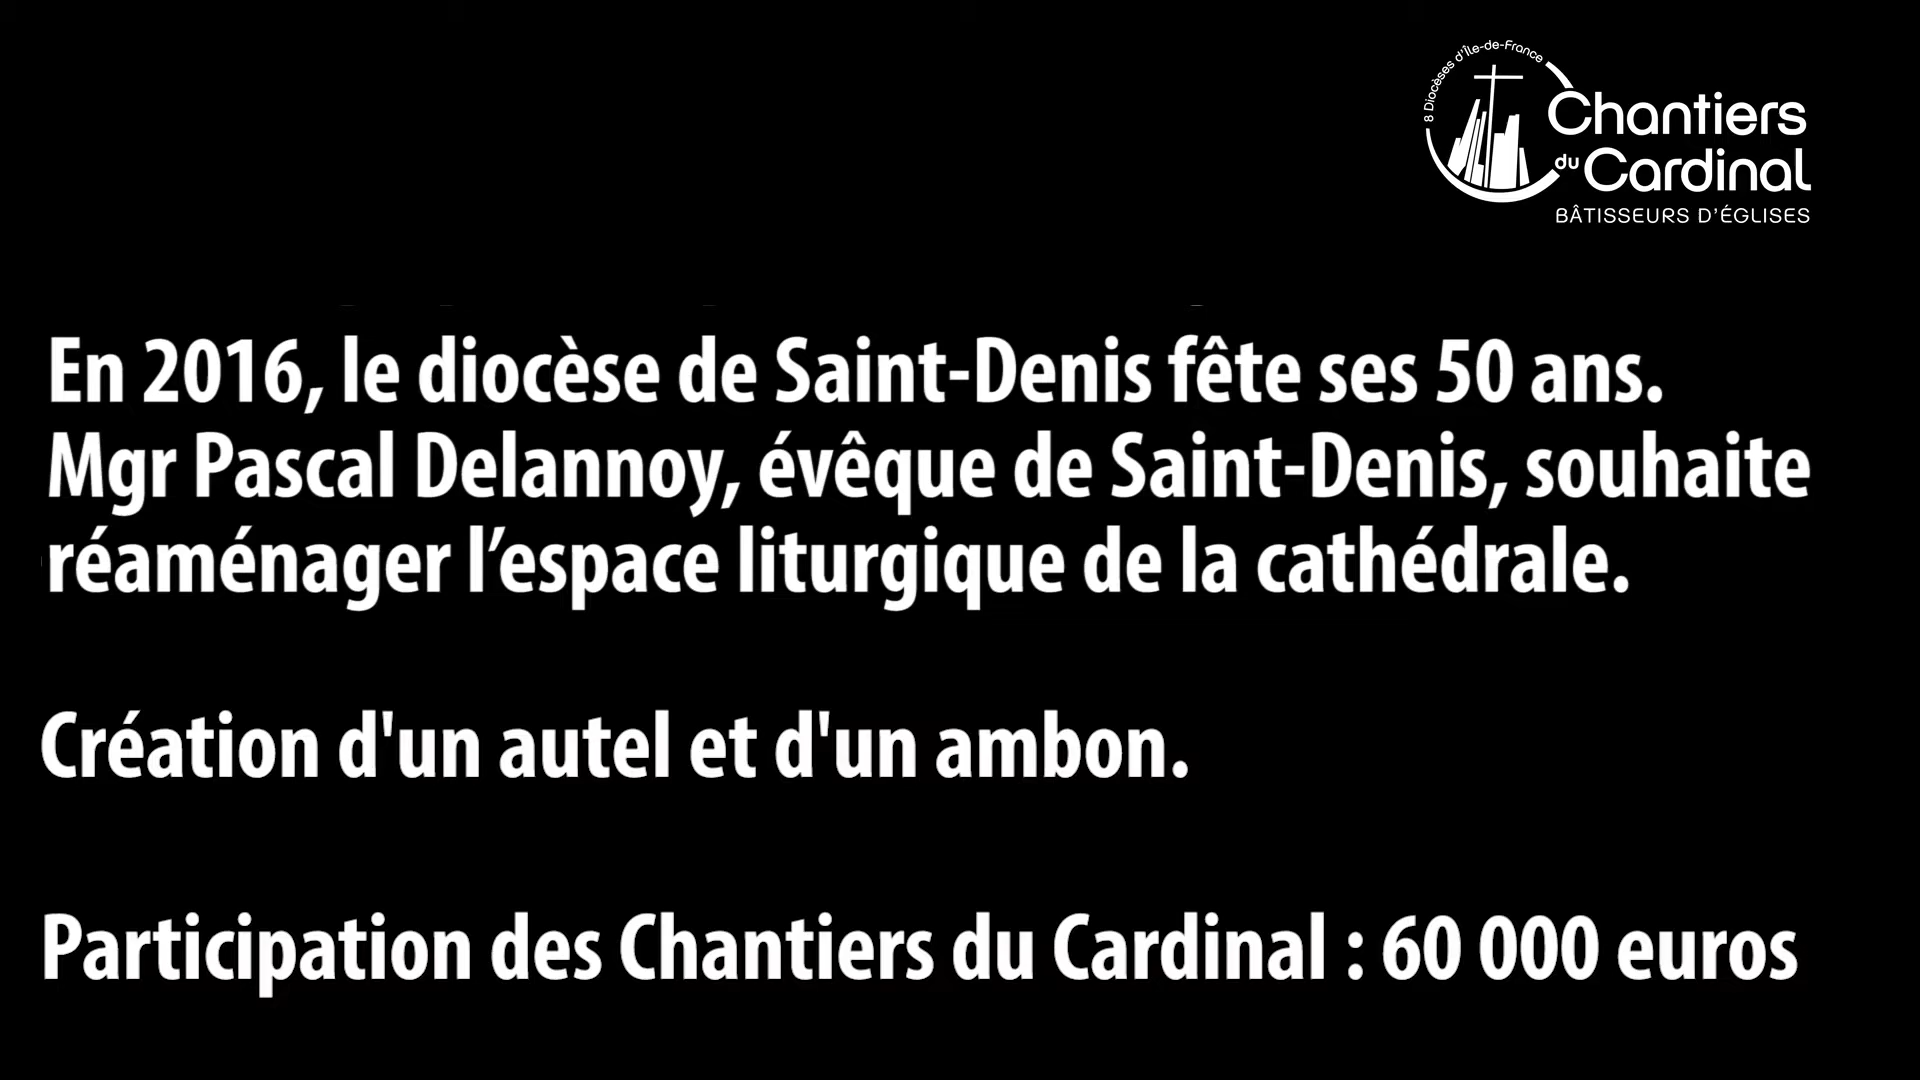 8 Diocèses d'Île-de-France
Chantiers
du Cardinal
BÂTISSEURS D'ÉGLISES
En 2016, le diocèse de Saint-Denis fête ses 50 ans.
Mgr Pascal Delannoy, évêque de Saint-Denis, souhaite
réaménager l’espace liturgique de la cathédrale.
Création d'un autel et d'un ambon.
Participation des Chantiers du Cardinal : 60 000 euros